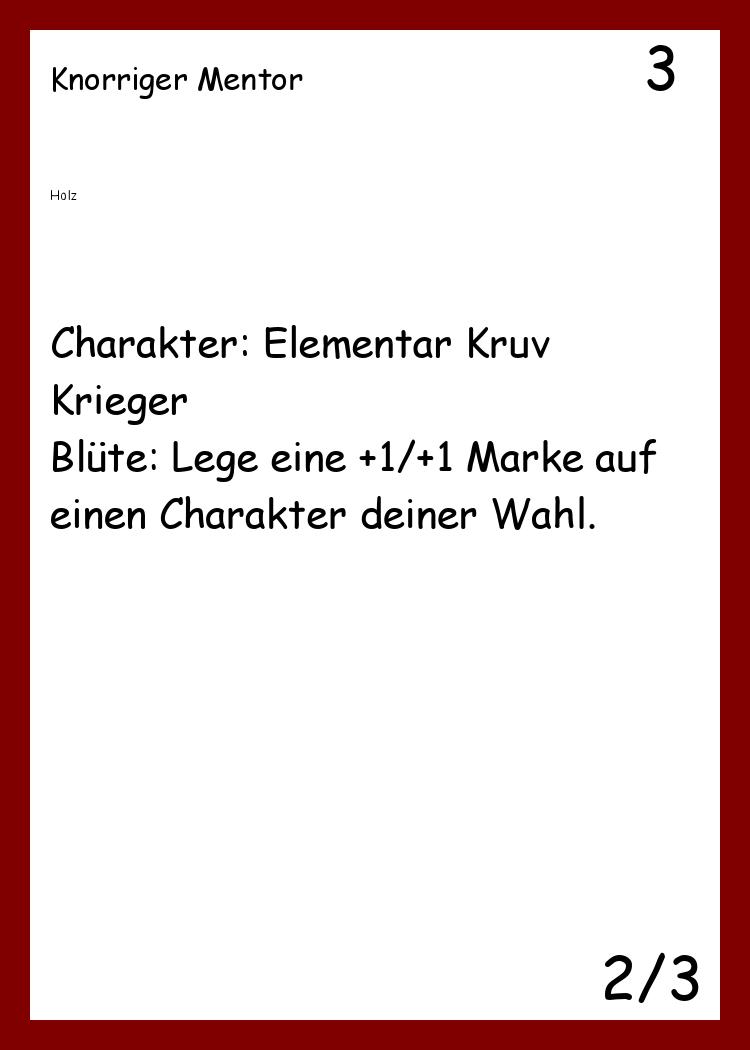 Knorriger Mentor
3
Holz
Charakter: Elementar Kruv
Krieger
Blüte: Lege eine +1/+1 Marke auf
einen Charakter deiner Wahl.
2/3